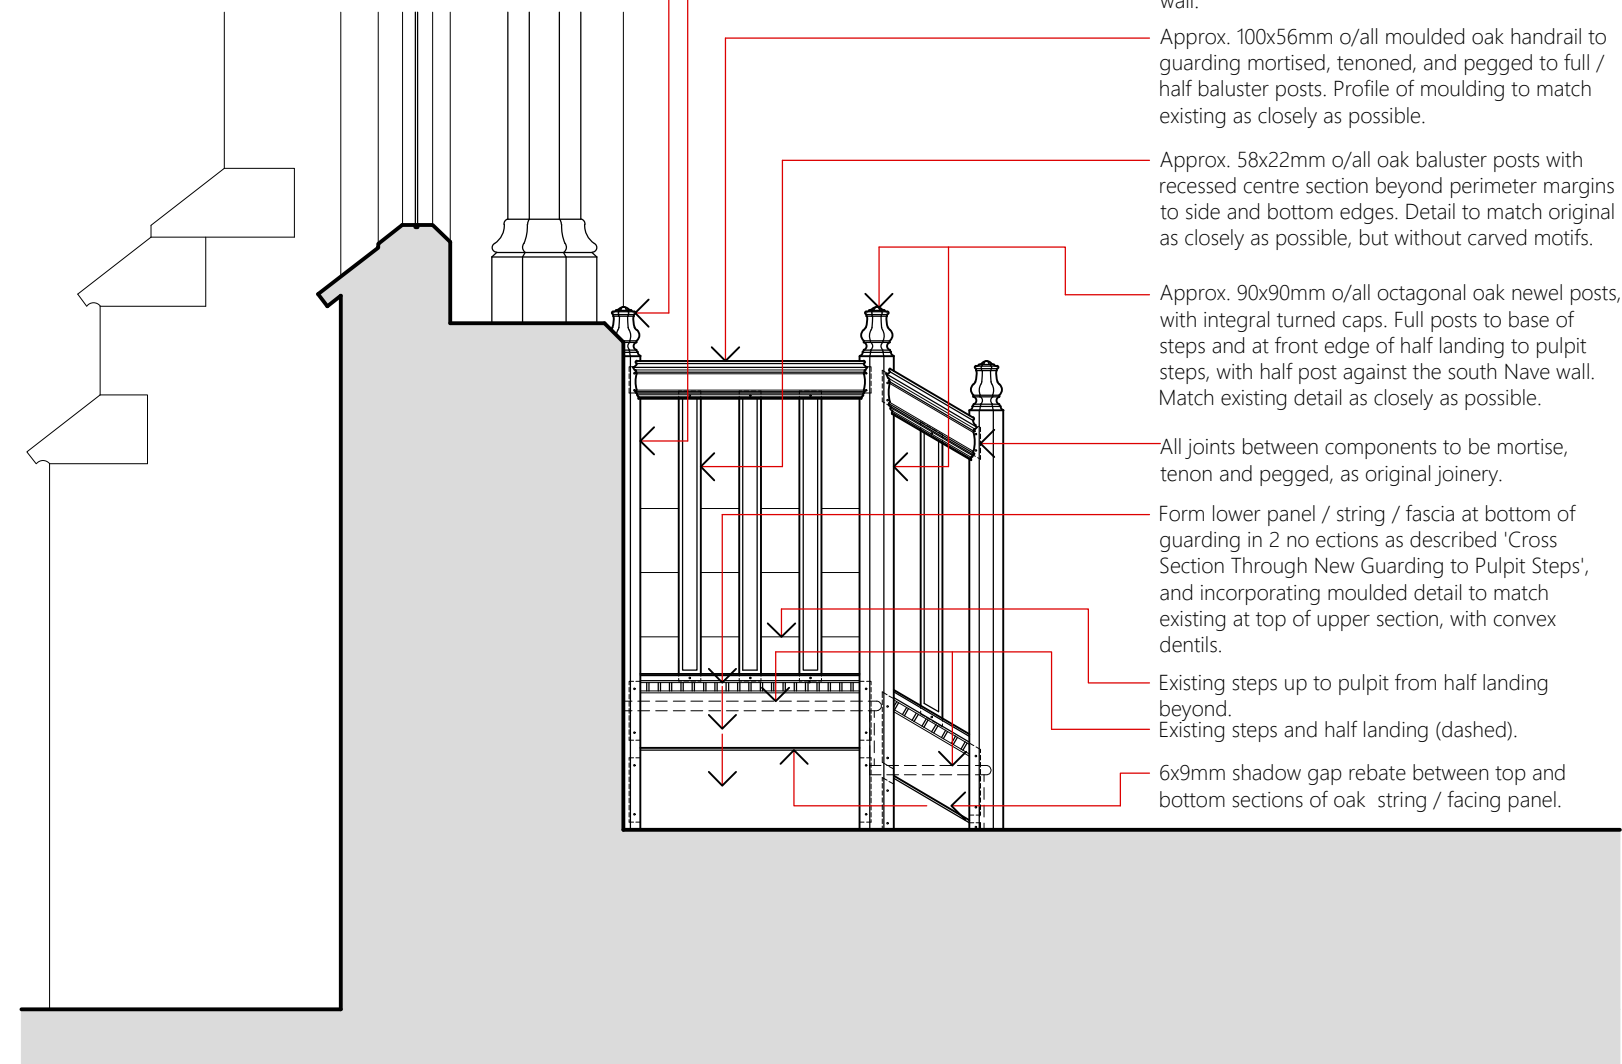 wall.
Approx. 100x56mm o/all moulded oak handrail to
guarding mortised, tenoned, and pegged to full /
half baluster posts. Profile of moulding to match
existing as closely as possible.
Approx. 58x22mm o/all oak baluster posts with
recessed centre section beyond perimeter margins
to side and bottom edges. Detail to match original
as closely as possible, but without carved motifs.
Approx. 90x90mm o/all octagonal oak newel posts,
with integral turned caps. Full posts to base of
steps and at front edge of half landing to pulpit
steps, with half post against the south Nave wall.
Match existing detail as closely as possible.
All joints between components to be mortise,
tenon and pegged, as original joinery.
Form lower panel / string / fascia at bottom of
guarding in 2 no ections as described 'Cross
Section Through New Guarding to Pulpit Steps',
and incorporating moulded detail to match
existing at top of upper section, with convex
dentils.
Existing steps up to pulpit from half landing
beyond.
Existing steps and half landing (dashed).
6x9mm shadow gap rebate between top and
bottom sections of oak string / facing panel.